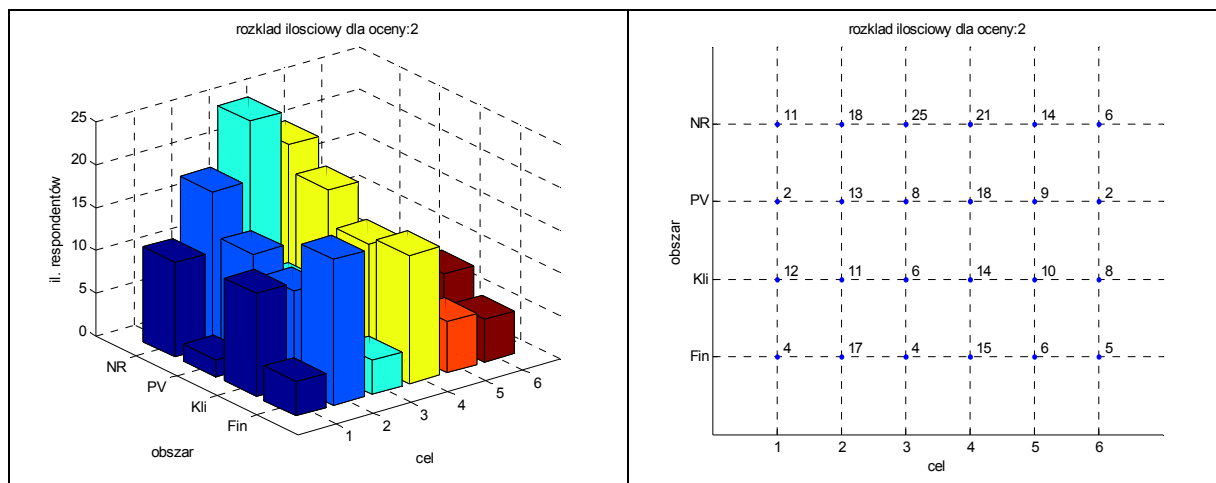 rozklad ilosciowy dla oceny:2
25
20
15
10
5
0
il. respondentów
NR
PV
Kli
Fin
obszar
1
2
3
4
5
6
cel
rozklad ilosciowy dla oceny:2
NR 11 18 25 21 14 6
PV 2 13 8 18 9 2
Kli 12 11 6 14 10 8
Fin 4 17 4 15 6 5
obszar
1 2 3 4 5 6
cel